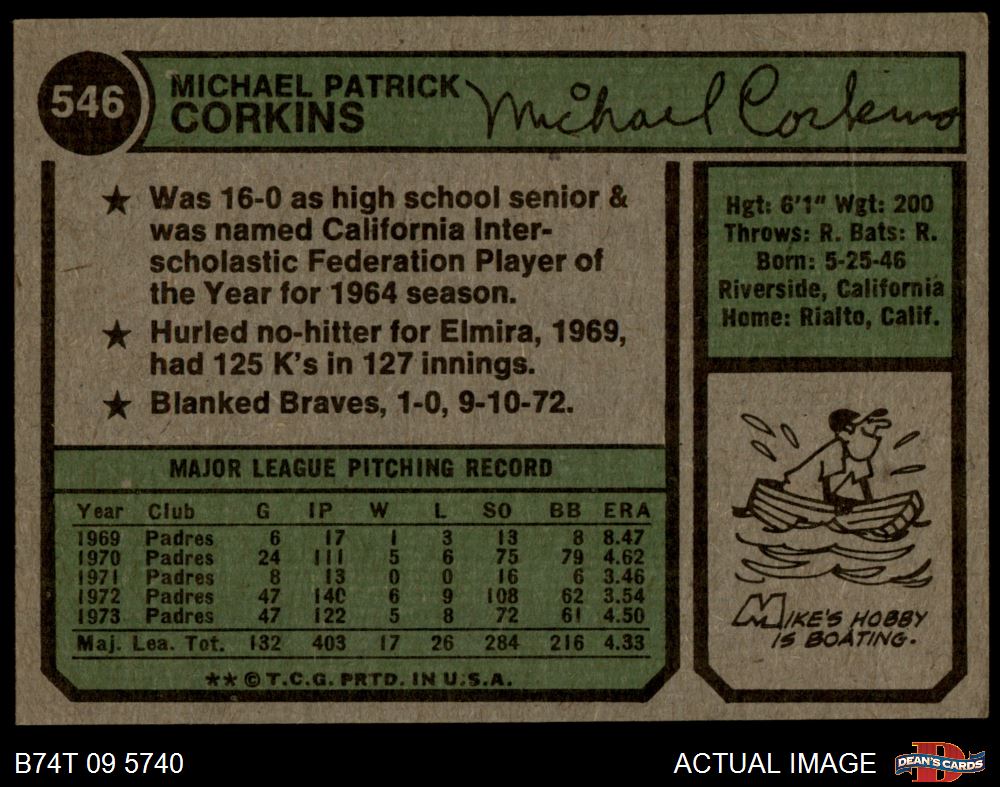 546
MICHAEL PATRICK
CORKINS
Michael Corkins
★ Was 16-0 as high school senior &
was named California Inter-
scholastic Federation Player of
the Year for 1964 season.
★ Hurled no-hitter for Elmira, 1969,
had 125 K's in 127 innings.
★ Blanked Braves, 1-0, 9-10-72.
Hgt: 6'1" Wgt: 200
Throws: R. Bats: R.
Born: 5-25-46
Riverside, California
Home: Rialto, Calif.
MAJOR LEAGUE PITCHING RECORD
Year Club G IP W L SO BB ERA
1969 Padres 6 17 1 3 13 8 8.47
1970 Padres 24 111 5 6 75 79 4.62
1971 Padres 8 13 0 0 16 6 3.46
1972 Padres 47 140 6 9 108 62 3.54
1973 Padres 47 122 5 8 72 61 4.50
Maj. Lea. Tot. 132 403 17 26 284 216 4.33
** © T.C.G. PRTD. IN U.S.A.
MIKE'S HOBBY
IS BOATING.
B74T 09 5740
ACTUAL IMAGE
DEAN'S CARDS